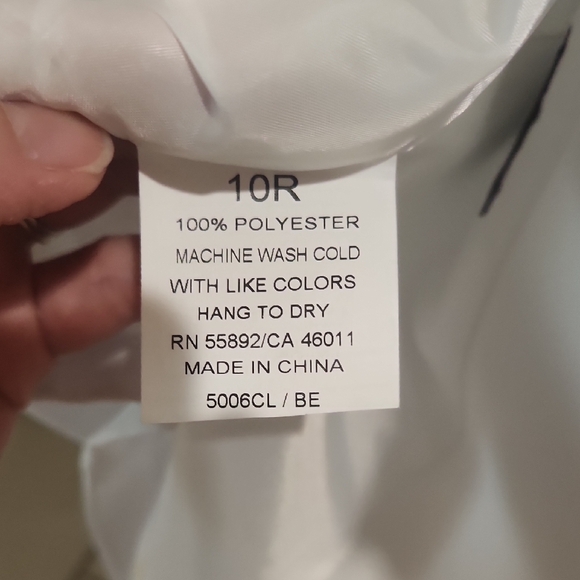 10R
100% POLYESTER
MACHINE WASH COLD
WITH LIKE COLORS
HANG TO DRY
RN 55892/CA 46011
MADE IN CHINA
5006CL / BE